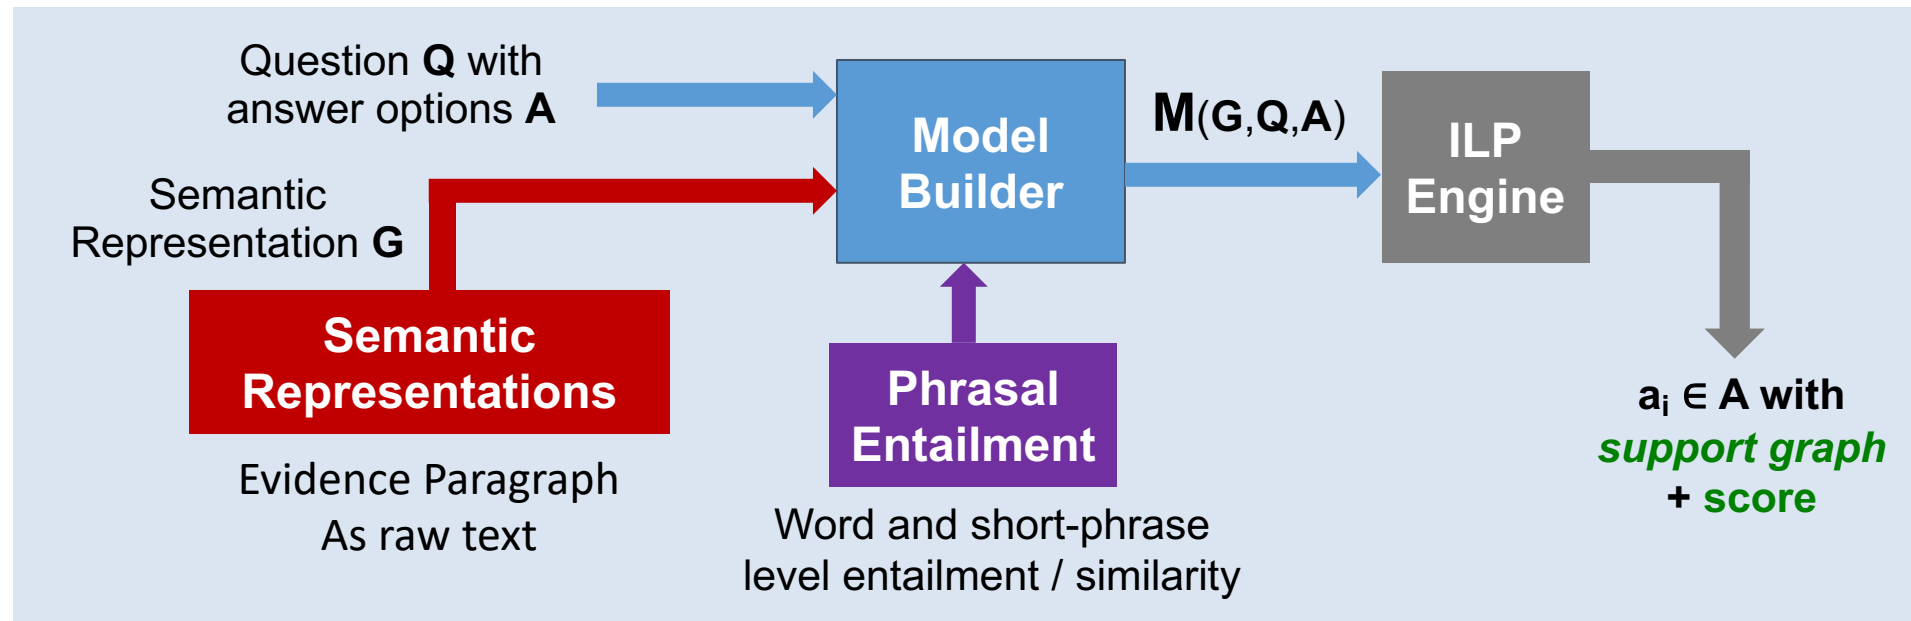 Question Q with
answer options A
Semantic
Representation G
Semantic
Representations
Evidence Paragraph
As raw text
Model
Builder
Phrasal
Entailment
Word and short-phrase
level entailment / similarity
M(G,Q,A)
ILP
Engine
aᵢ ∈ A with
support graph
+ score